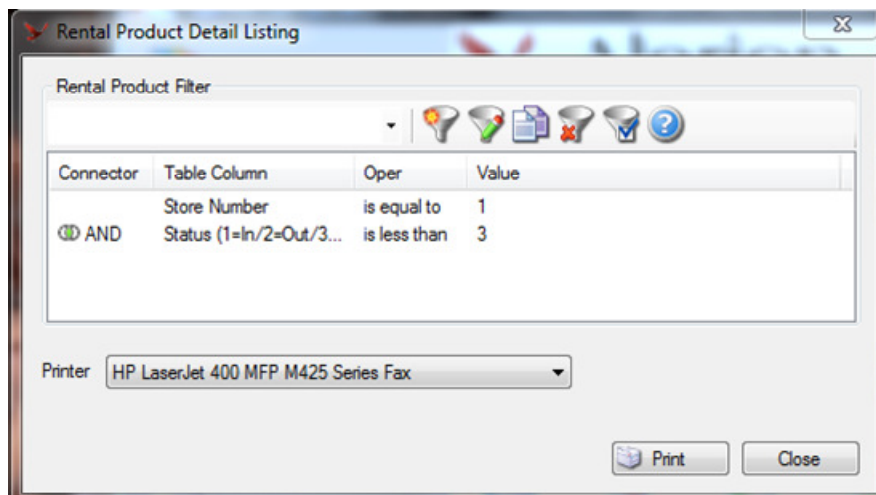 Rental Product Detail Listing
Rental Product Filter
Connector Table Column Oper Value
Store Number is equal to 1
AND Status (1=In/2=Out/3... is less than 3
Printer HP LaserJet 400 MFP M425 Series Fax
Print Close